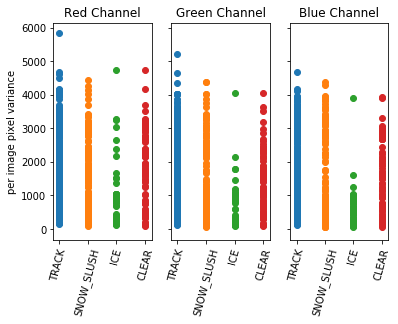 Red Channel
Green Channel
Blue Channel
per image pixel variance
6000
5000
4000
3000
2000
1000
0
TRACK
SNOW_SLUSH
ICE
CLEAR
TRACK
SNOW_SLUSH
ICE
CLEAR
TRACK
SNOW_SLUSH
ICE
CLEAR